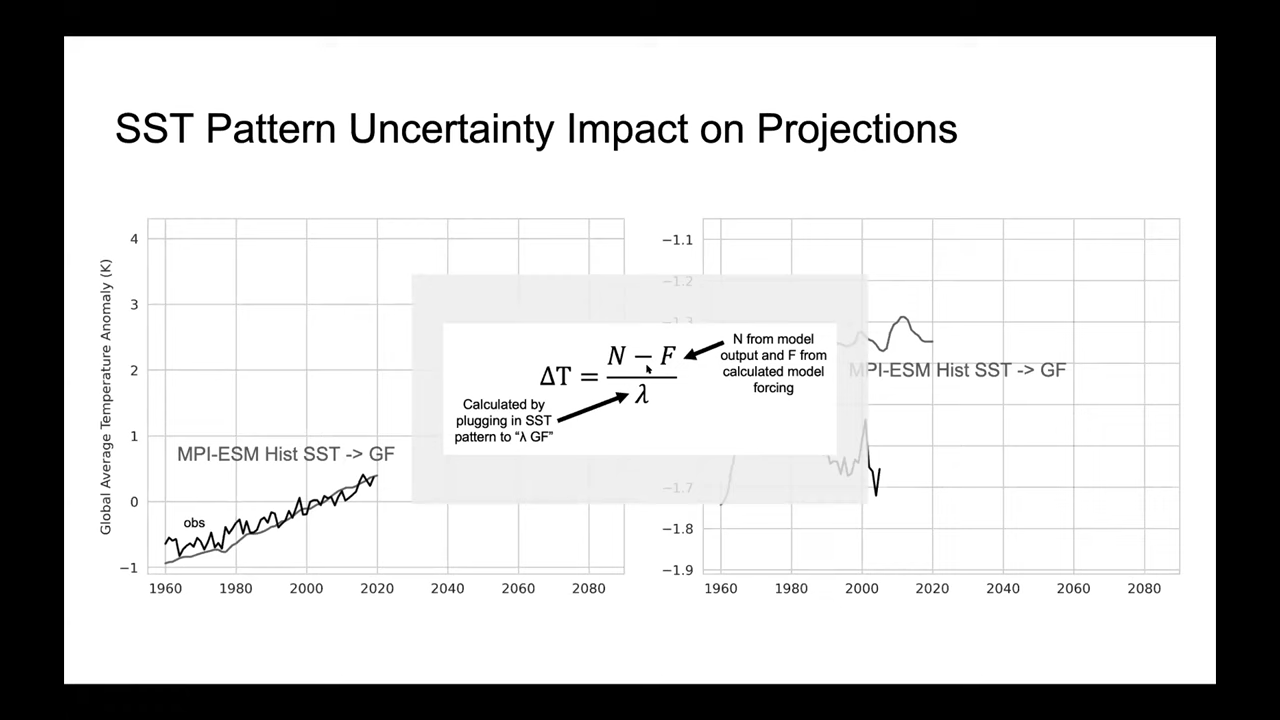 SST Pattern Uncertainty Impact on Projections
Global Average Temperature Anomaly (K)
4
3
2
1
0
−1
1960
1980
2000
2020
2040
2060
2080
MPI-ESM Hist SST -> GF
obs
ΔT = (N − F) / λ
N from model
output and F from
calculated model
forcing
Calculated by
plugging in SST
pattern to “λ GF”
−1.1
−1.2
−1.7
−1.8
−1.9
MPI-ESM Hist SST -> GF
1960
1980
2000
2020
2040
2060
2080